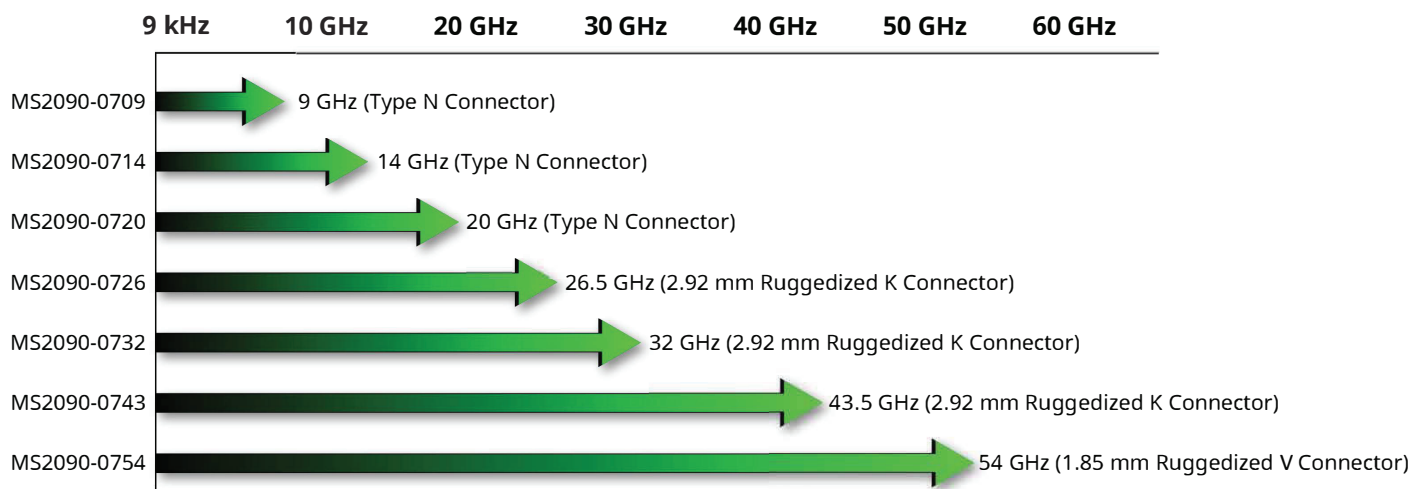 9 kHz 10 GHz 20 GHz 30 GHz 40 GHz 50 GHz 60 GHz
MS2090-0709 9 GHz (Type N Connector)
MS2090-0714 14 GHz (Type N Connector)
MS2090-0720 20 GHz (Type N Connector)
MS2090-0726 26.5 GHz (2.92 mm Ruggedized K Connector)
MS2090-0732 32 GHz (2.92 mm Ruggedized K Connector)
MS2090-0743 43.5 GHz (2.92 mm Ruggedized K Connector)
MS2090-0754 54 GHz (1.85 mm Ruggedized V Connector)